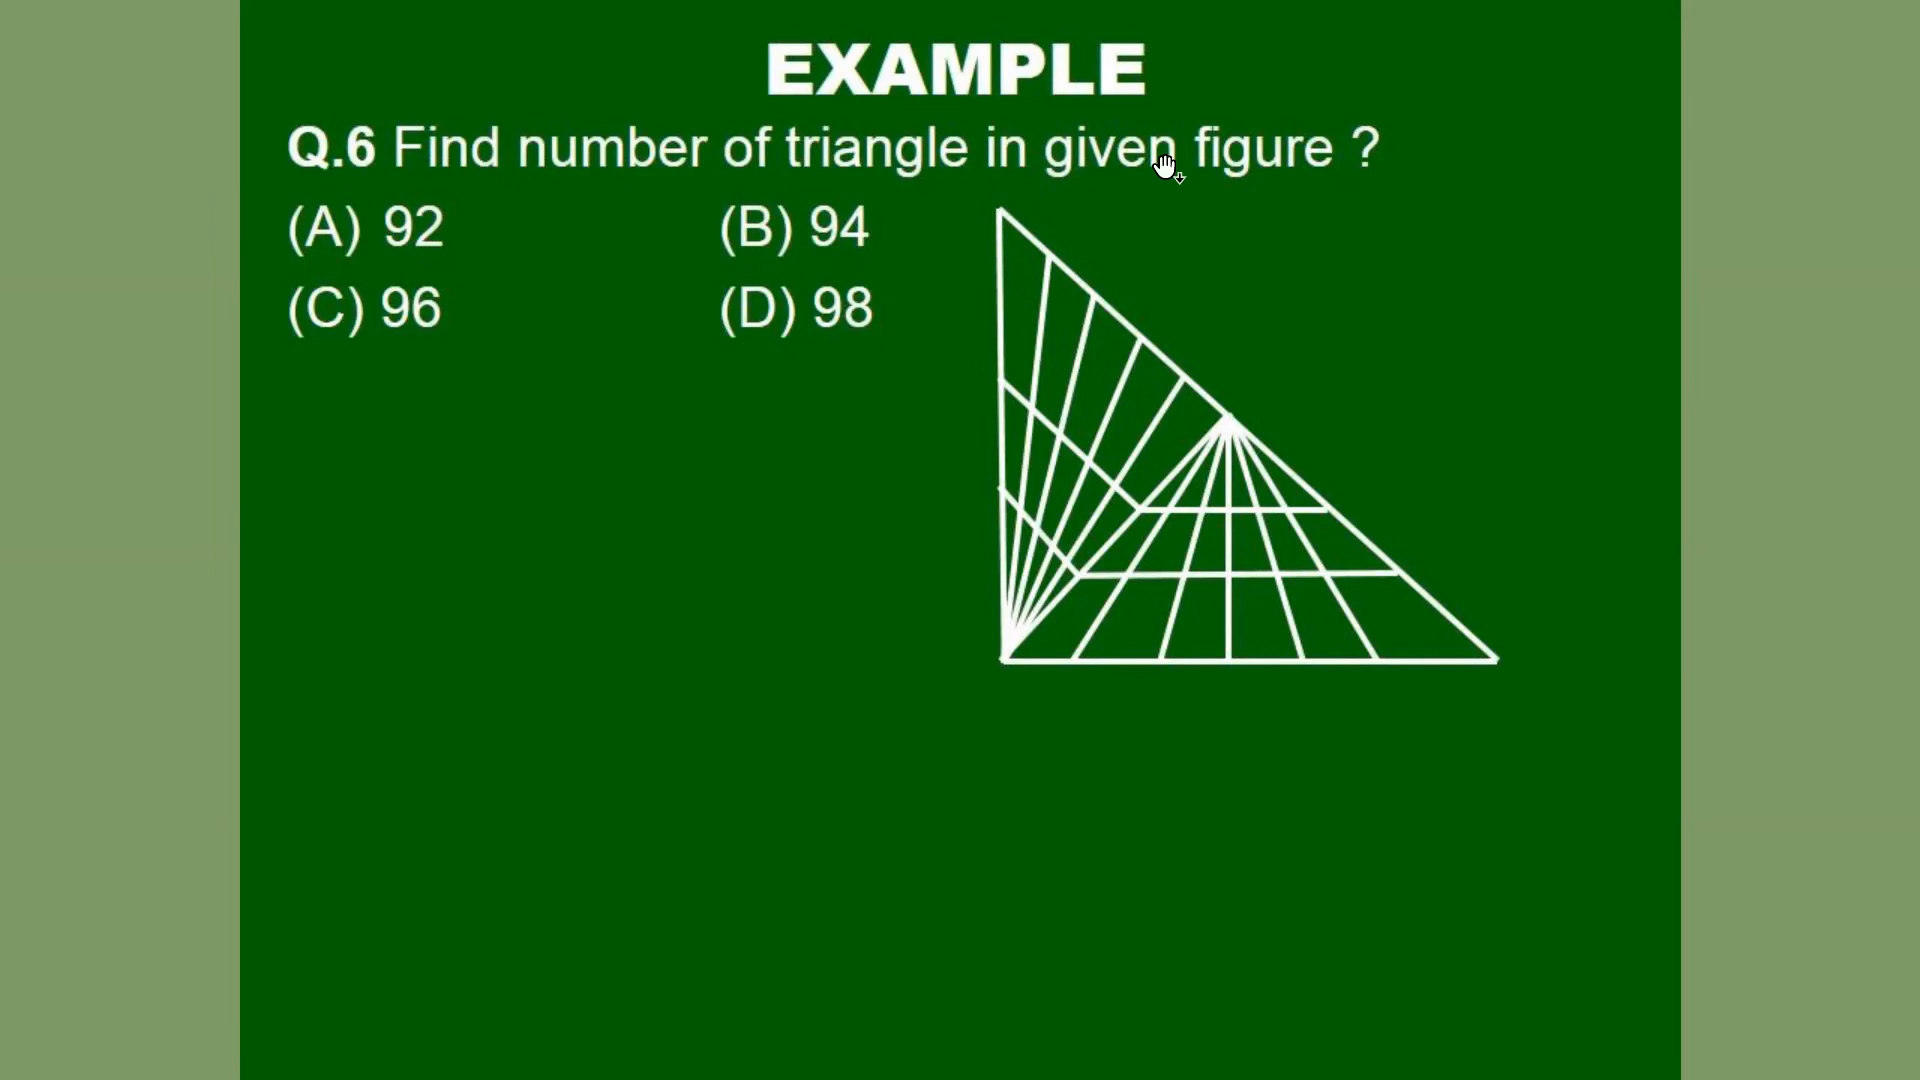 EXAMPLE
Q.6 Find number of triangle in given figure ?
(A) 92 (B) 94
(C) 96 (D) 98